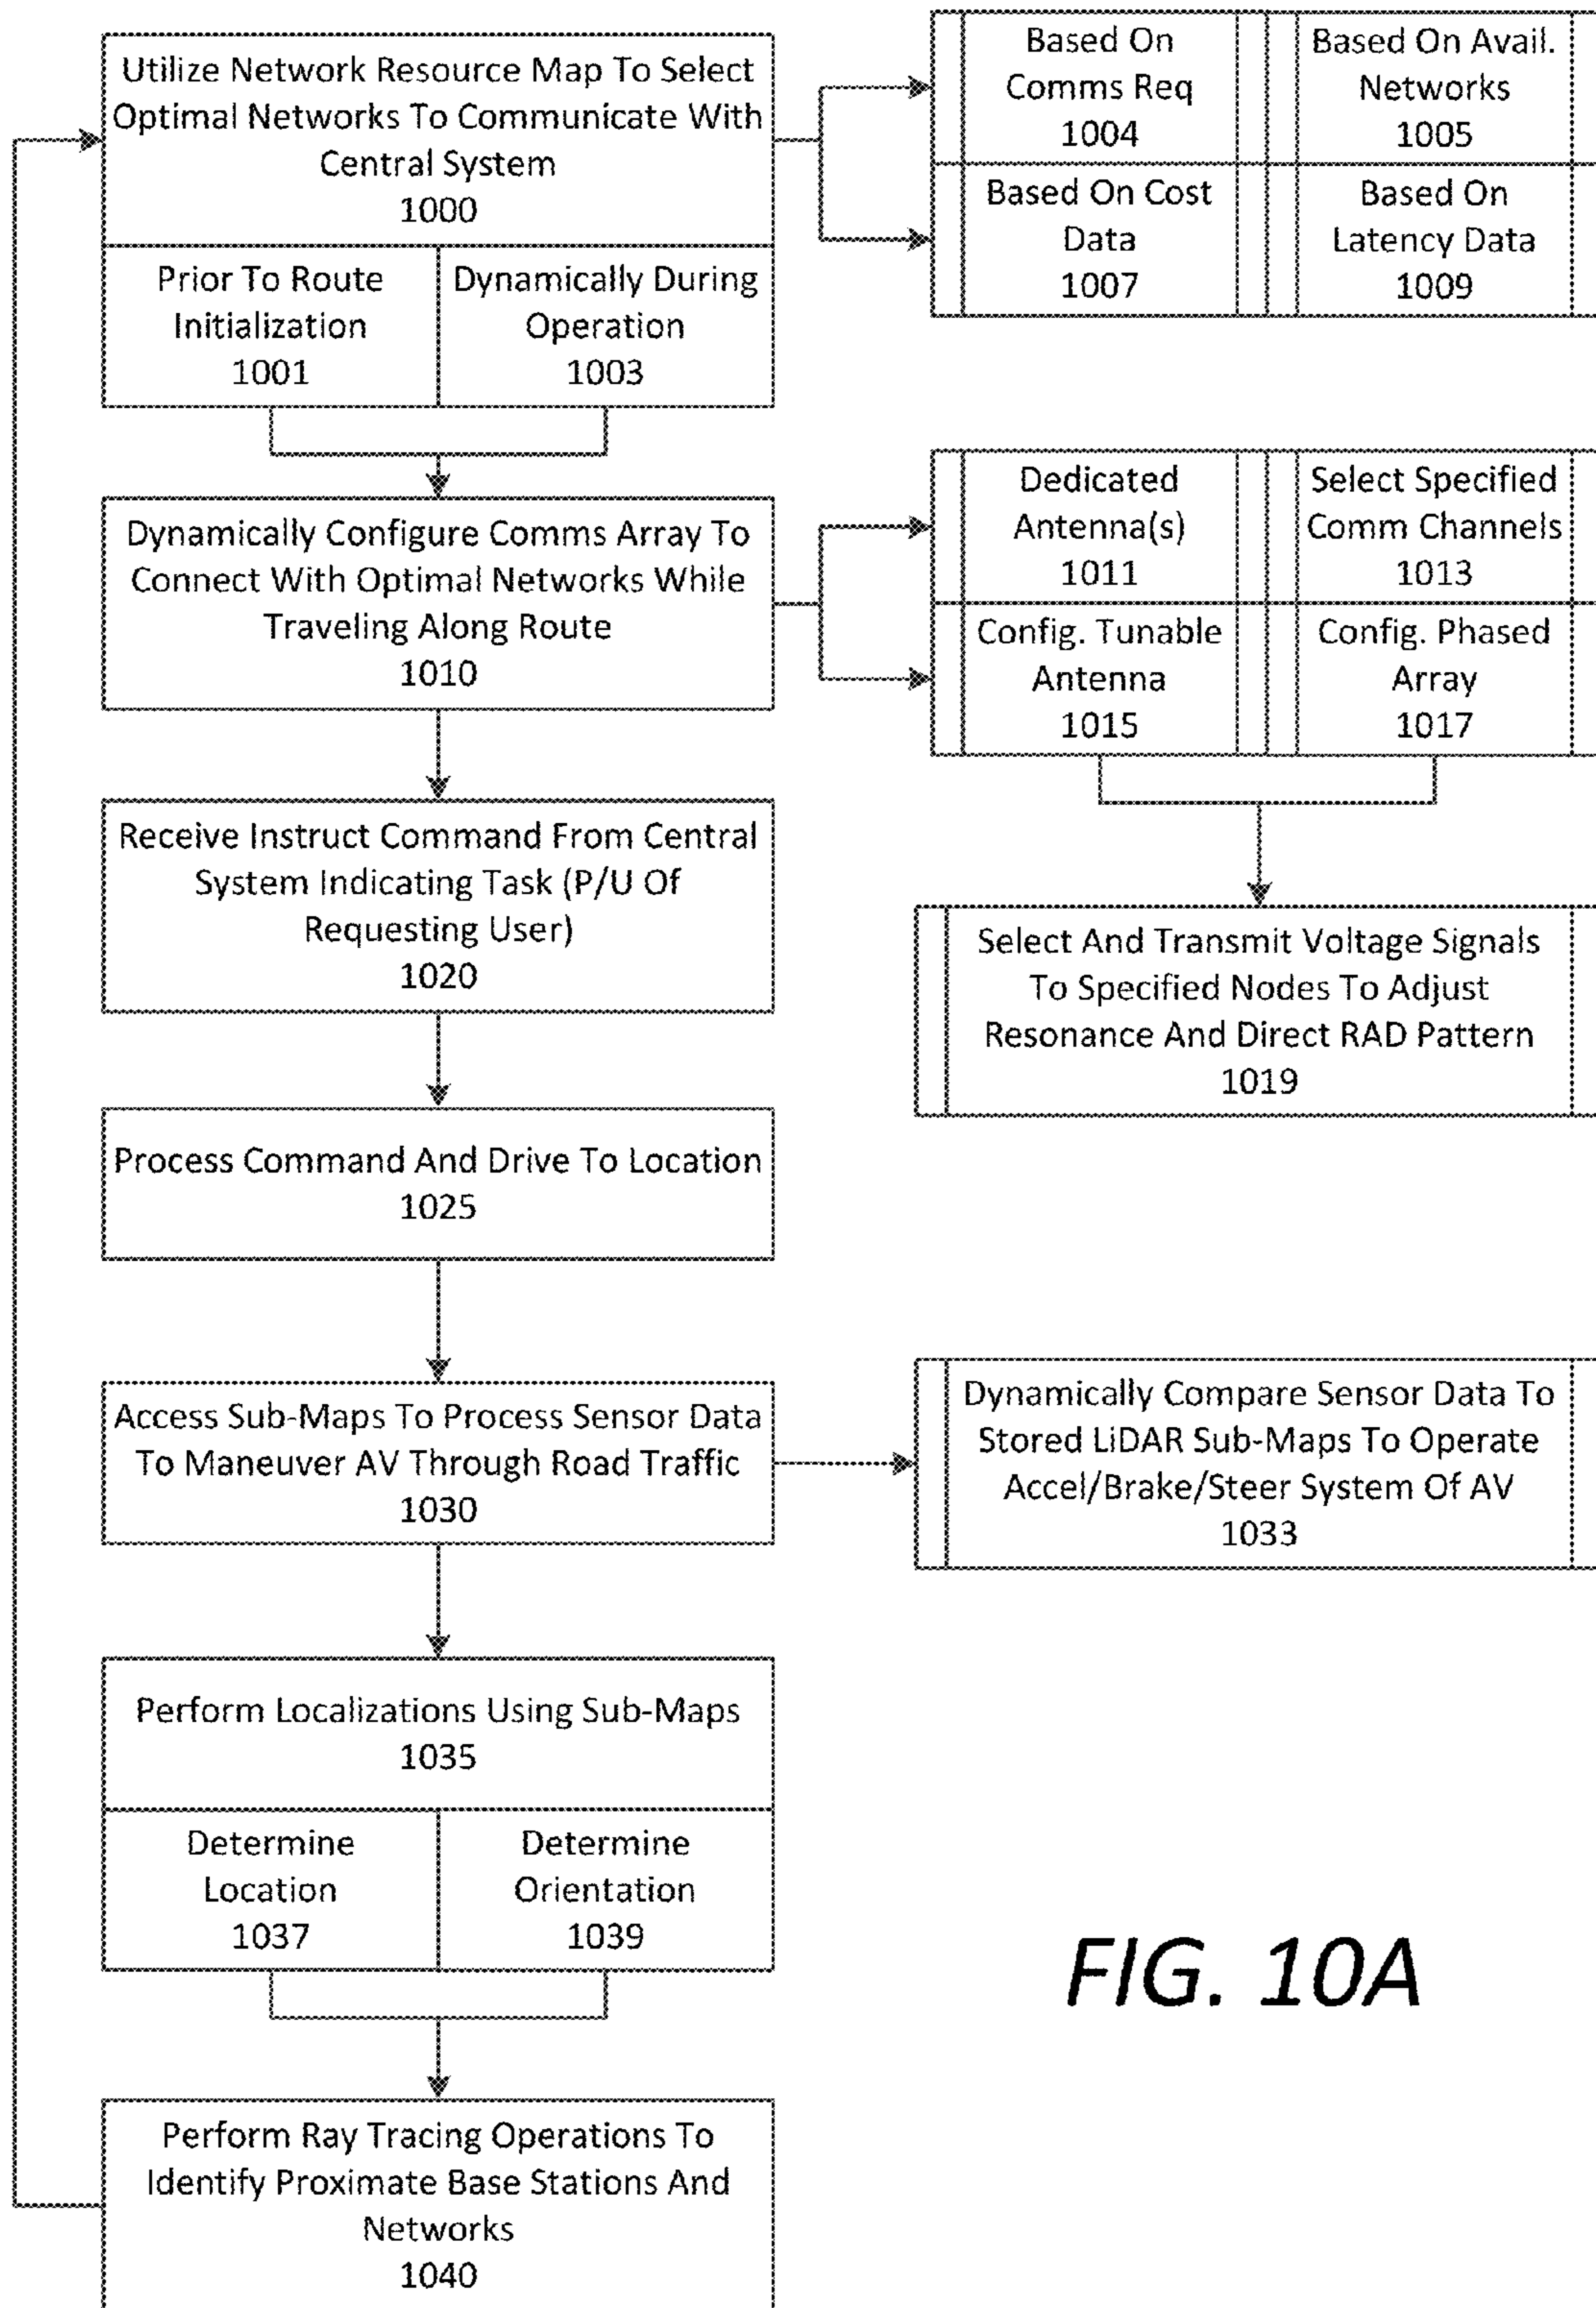 Utilize Network Resource Map To Select
Optimal Networks To Communicate With
Central System
1000
Prior To Route
Initialization
1001
Dynamically During
Operation
1003
Based On
Comms Req
1004
Based On Avail.
Networks
1005
Based On Cost
Data
1007
Based On
Latency Data
1009
Dynamically Configure Comms Array To
Connect With Optimal Networks While
Traveling Along Route
1010
Dedicated
Antenna(s)
1011
Select Specified
Comm Channels
1013
Config. Tunable
Antenna
1015
Config. Phased
Array
1017
Select And Transmit Voltage Signals
To Specified Nodes To Adjust
Resonance And Direct RAD Pattern
1019
Receive Instruct Command From Central
System Indicating Task (P/U Of
Requesting User)
1020
Process Command And Drive To Location
1025
Access Sub-Maps To Process Sensor Data
To Maneuver AV Through Road Traffic
1030
Dynamically Compare Sensor Data To
Stored LiDAR Sub-Maps To Operate
Accel/Brake/Steer System Of AV
1033
Perform Localizations Using Sub-Maps
1035
Determine
Location
1037
Determine
Orientation
1039
Perform Ray Tracing Operations To
Identify Proximate Base Stations And
Networks
1040
FIG. 10A